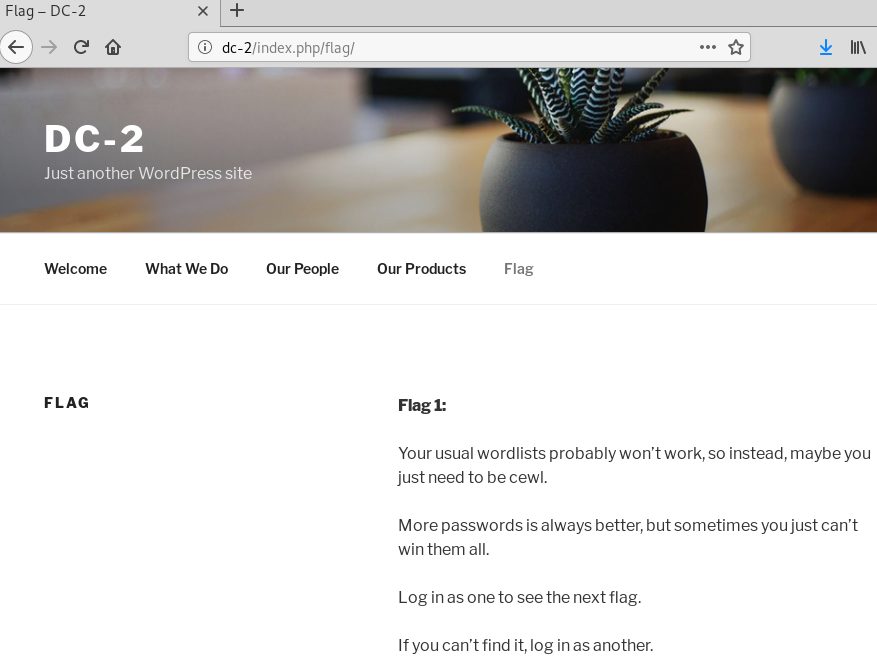 Flag – DC-2
dc-2/index.php/flag/
DC-2
Just another WordPress site
Welcome What We Do Our People Our Products Flag
FLAG
Flag 1:
Your usual wordlists probably won’t work, so instead, maybe you
just need to be cewl.
More passwords is always better, but sometimes you just can’t
win them all.
Log in as one to see the next flag.
If you can’t find it, log in as another.